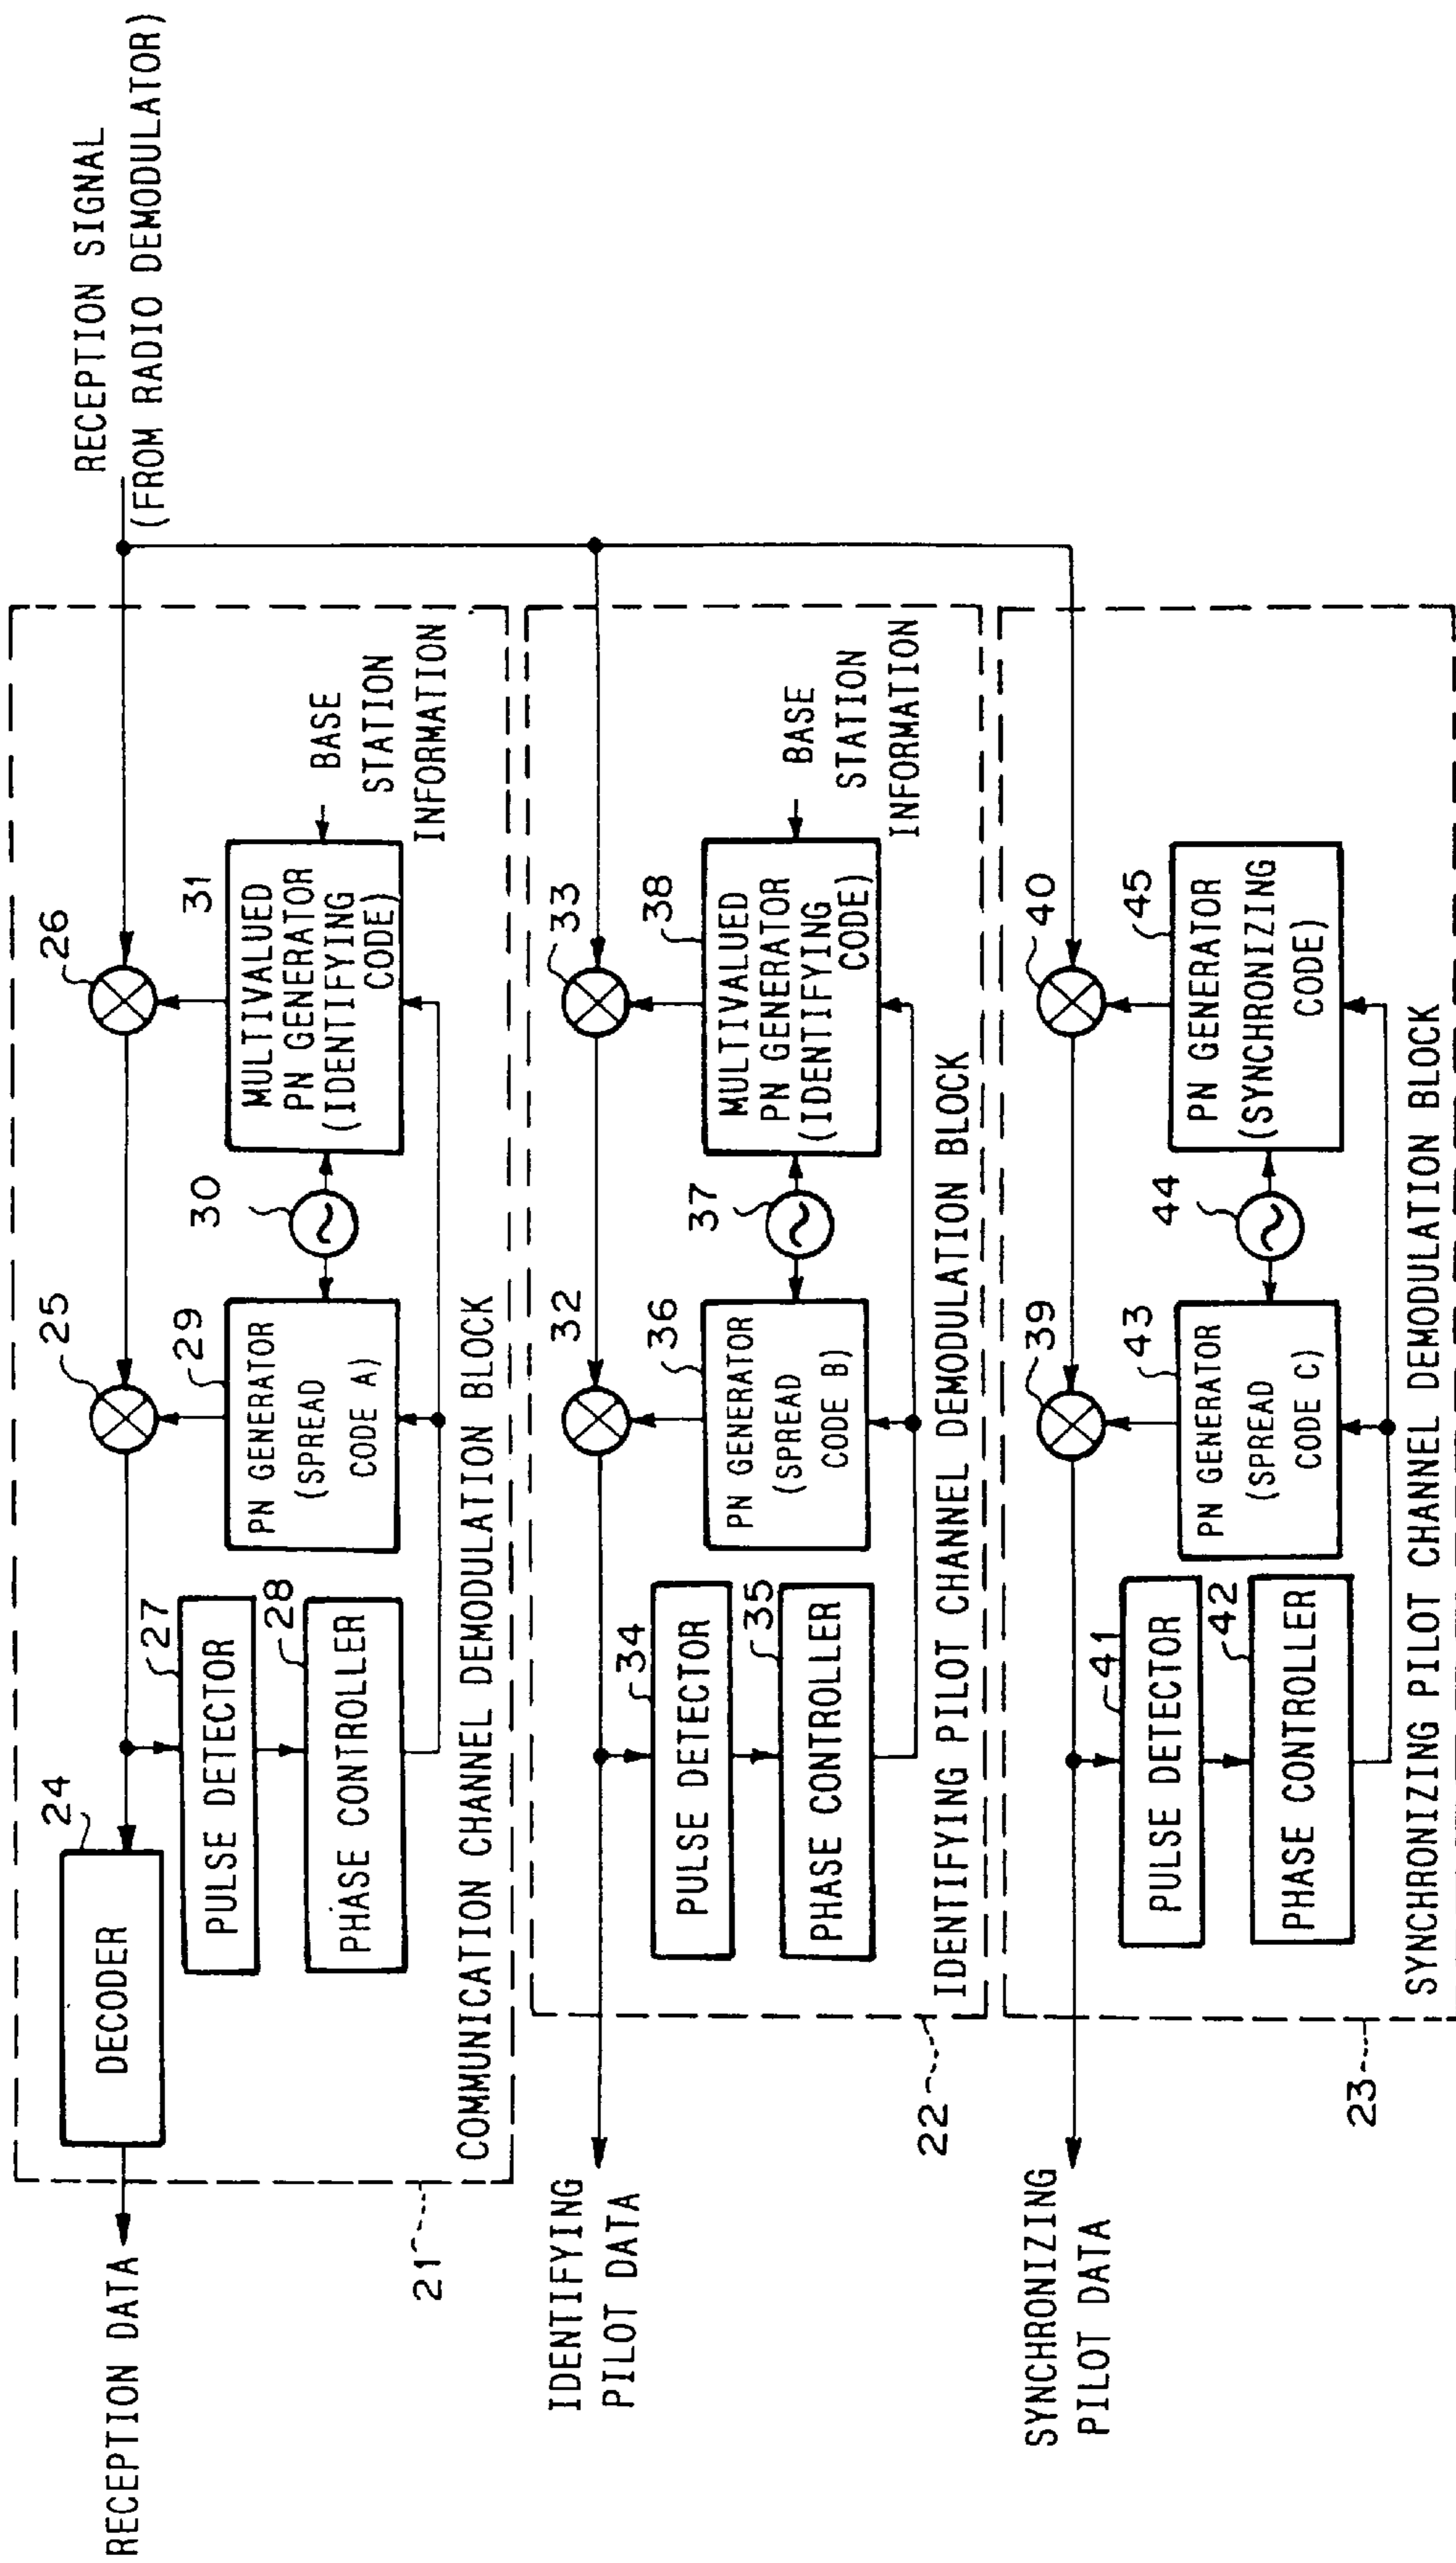 RECEPTION SIGNAL
(FROM RADIO DEMODULATOR)
RECEPTION DATA
24
DECODER
25
26
27
PULSE DETECTOR
28
PHASE CONTROLLER
29
PN GENERATOR
(SPREAD
CODE A)
30
31
MULTIVALUED
PN GENERATOR
(IDENTIFYING
CODE)
BASE
STATION
INFORMATION
COMMUNICATION CHANNEL DEMODULATION BLOCK
21
IDENTIFYING
PILOT DATA
32
33
34
PULSE DETECTOR
35
PHASE CONTROLLER
36
PN GENERATOR
(SPREAD
CODE B)
37
38
MULTIVALUED
PN GENERATOR
(IDENTIFYING
CODE)
BASE
STATION
INFORMATION
IDENTIFYING PILOT CHANNEL DEMODULATION BLOCK
22
SYNCHRONIZING
PILOT DATA
39
40
41
PULSE DETECTOR
42
PHASE CONTROLLER
43
PN GENERATOR
(SPREAD
CODE C)
44
45
PN GENERATOR
(SYNCHRONIZING
CODE)
SYNCHRONIZING PILOT CHANNEL DEMODULATION BLOCK
23